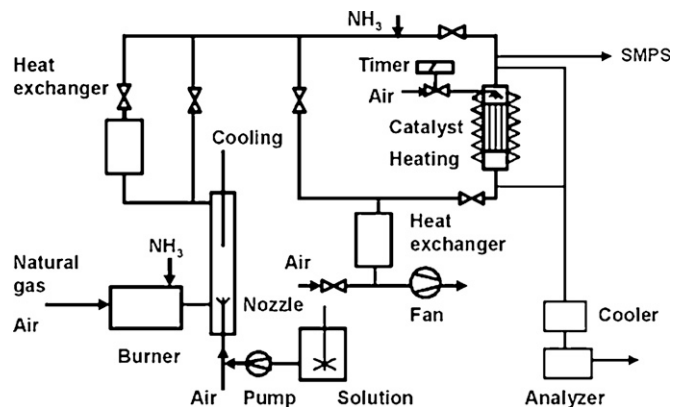 NH3
SMPS
Heat
exchanger
Timer
Air
Catalyst
Cooling
Heating
Heat
exchanger
NH3
Natural
gas
Air
Air
Nozzle
Fan
Cooler
Burner
Air
Pump
Solution
Analyzer